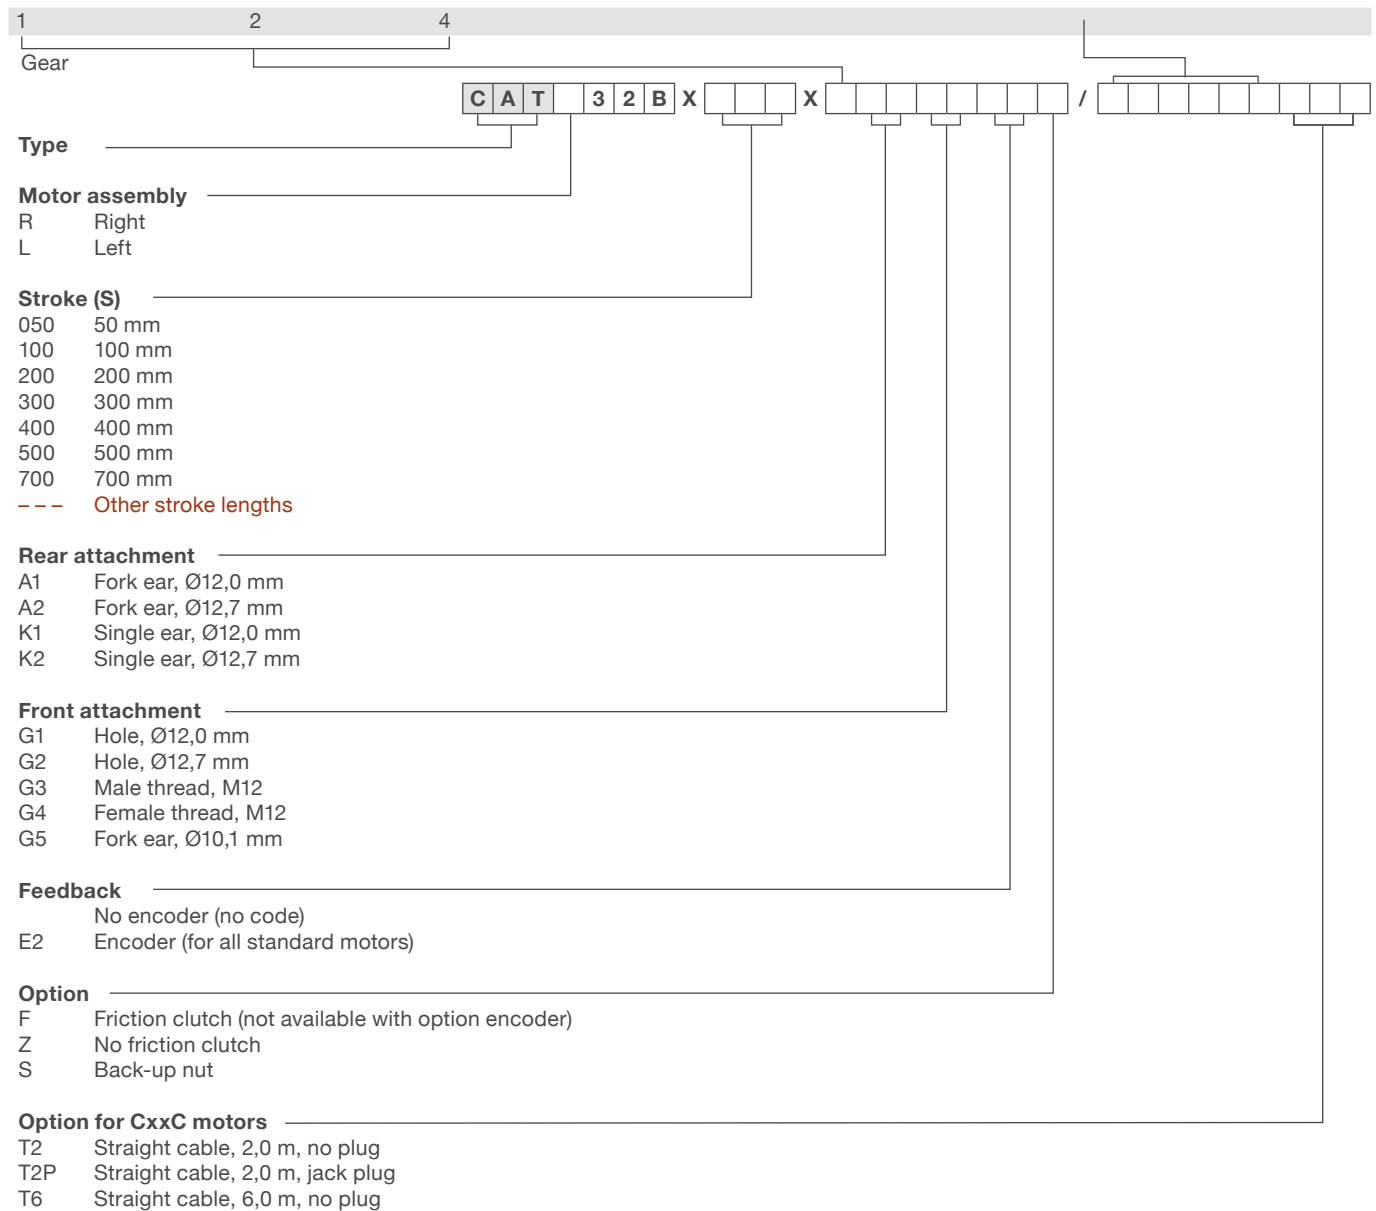 1 2 4
Gear
C A T 3 2 B X X /
Type
Motor assembly
R Right
L Left
Stroke (S)
050 50 mm
100 100 mm
200 200 mm
300 300 mm
400 400 mm
500 500 mm
700 700 mm
– – – Other stroke lengths
Rear attachment
A1 Fork ear, Ø12,0 mm
A2 Fork ear, Ø12,7 mm
K1 Single ear, Ø12,0 mm
K2 Single ear, Ø12,7 mm
Front attachment
G1 Hole, Ø12,0 mm
G2 Hole, Ø12,7 mm
G3 Male thread, M12
G4 Female thread, M12
G5 Fork ear, Ø10,1 mm
Feedback
No encoder (no code)
E2 Encoder (for all standard motors)
Option
F Friction clutch (not available with option encoder)
Z No friction clutch
S Back-up nut
Option for CxxC motors
T2 Straight cable, 2,0 m, no plug
T2P Straight cable, 2,0 m, jack plug
T6 Straight cable, 6,0 m, no plug